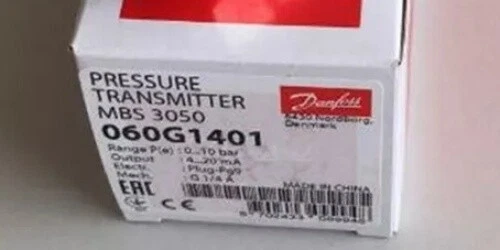 PRESSURE
TRANSMITTER
MBS 3050
060G1401
Range P(e) : 0...10 bar
Output : 4...20 mA
Electr. : Plug-Pg9
Mech. : G 1/4 A
EAC
CE
MADE IN CHINA
Danfoss
6430 Nordborg,
Denmark